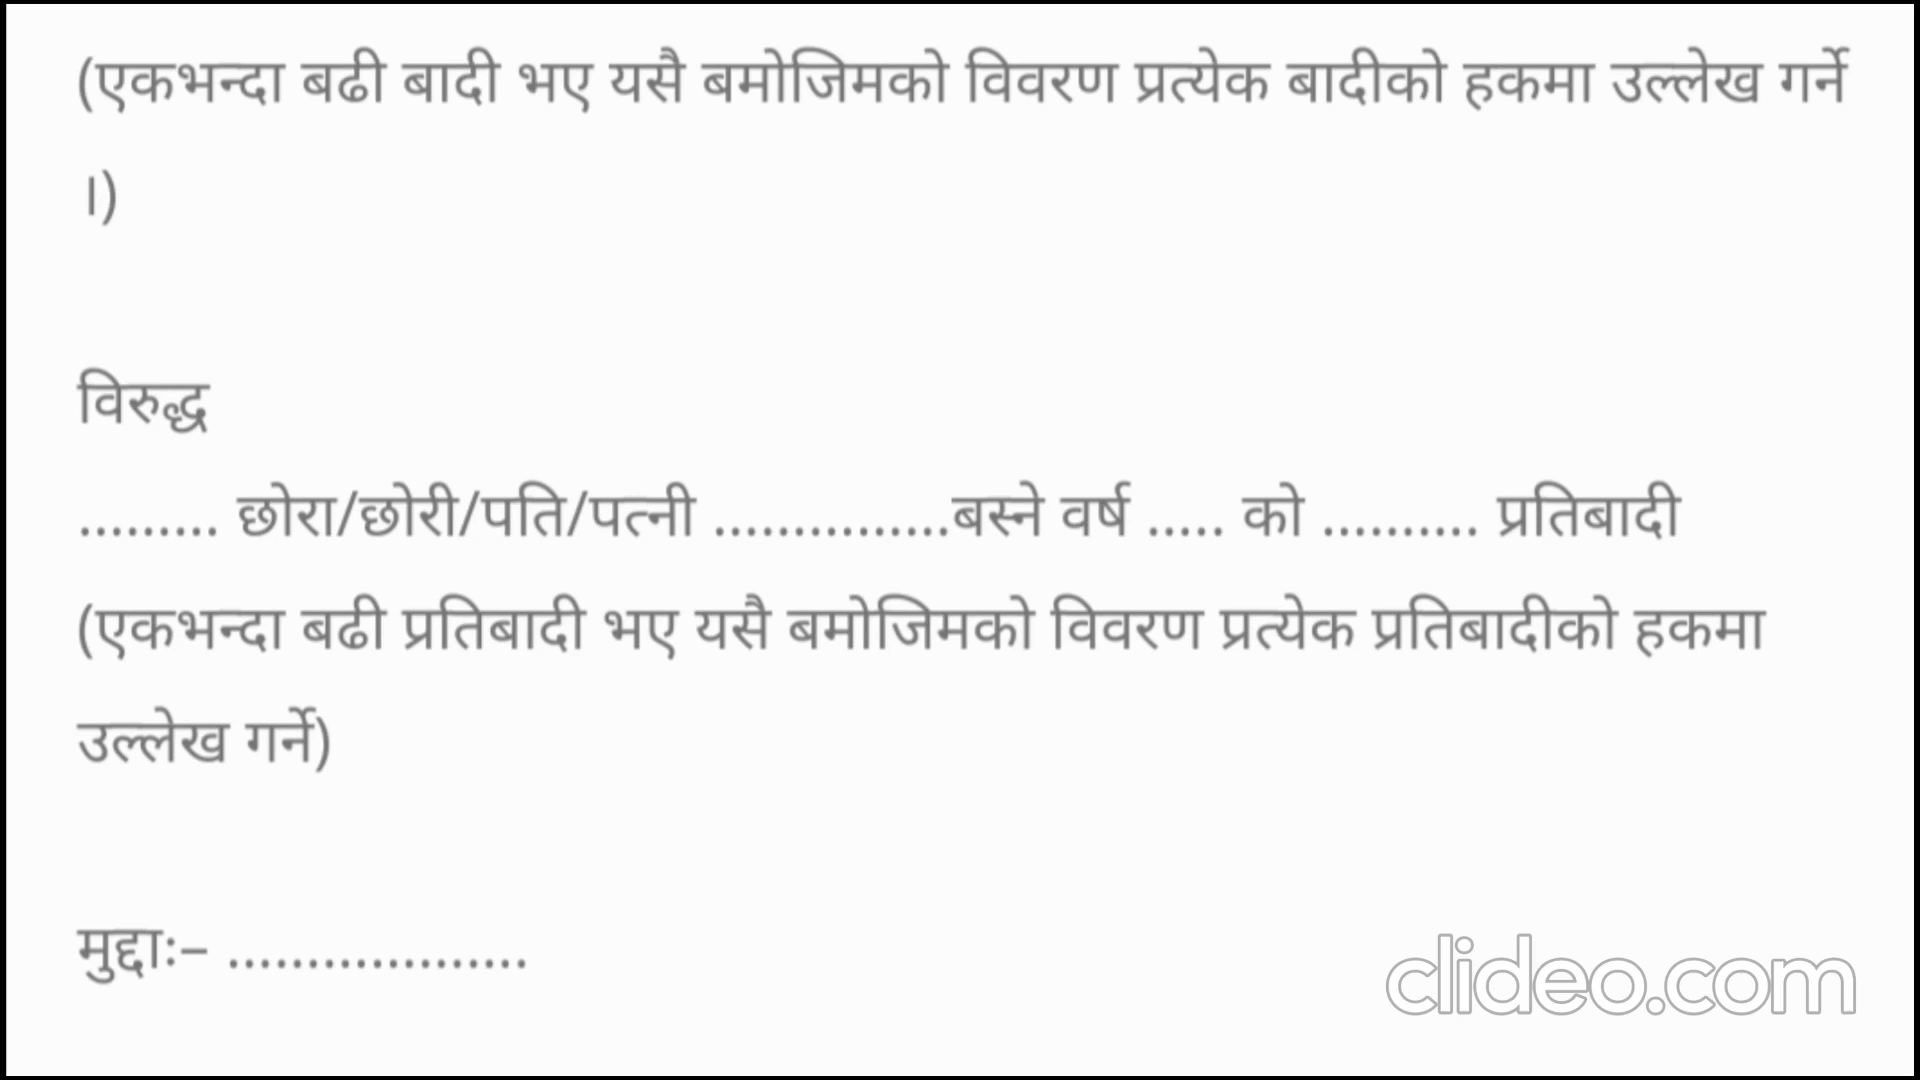 (एकभन्दा बढी बादी भए यसै बमोजिमको विवरण प्रत्येक बादीको हकमा उल्लेख गर्ने
।)
विरुद्ध
......... छोरा/छोरी/पति/पत्नी ...............बस्ने वर्ष ..... को .......... प्रतिबादी
(एकभन्दा बढी प्रतिबादी भए यसै बमोजिमको विवरण प्रत्येक प्रतिबादीको हकमा
उल्लेख गर्ने)
मुद्दाः– ...................
clideo.com